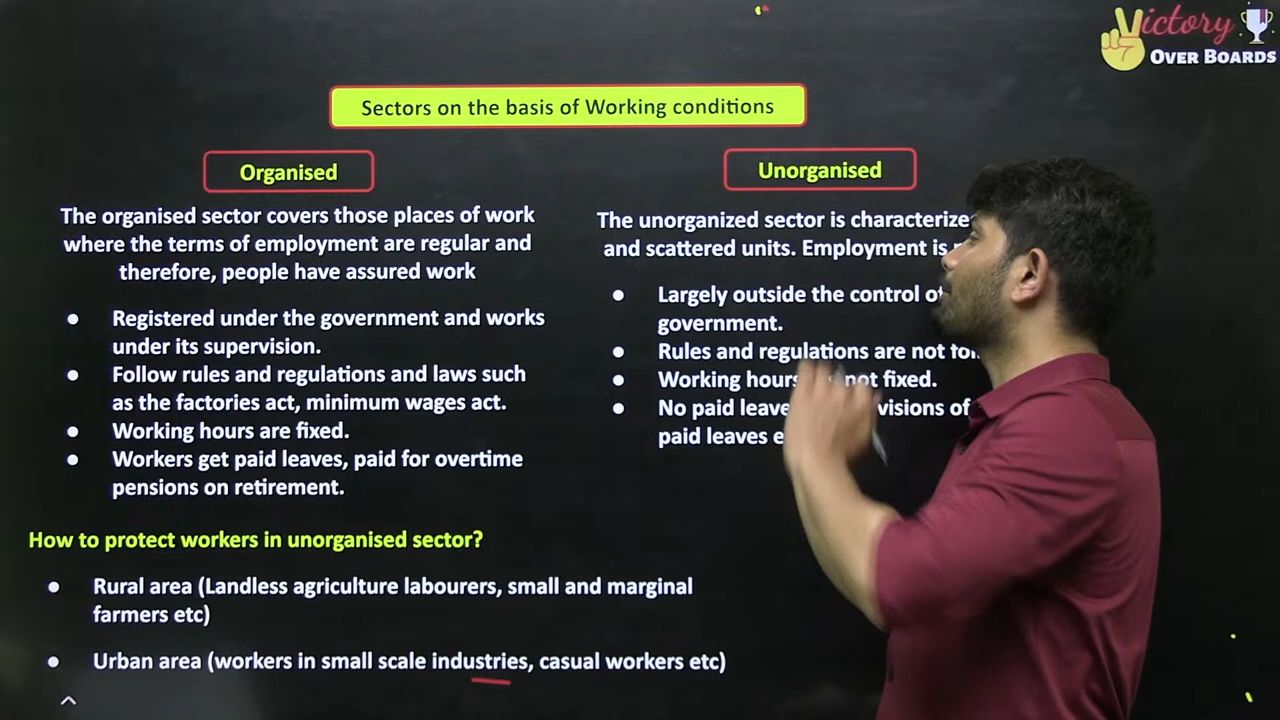 Victory
OVER BOARDS
Sectors on the basis of Working conditions
Organised
The organised sector covers those places of work
where the terms of employment are regular and
therefore, people have assured work
● Registered under the government and works
under its supervision.
● Follow rules and regulations and laws such
as the factories act, minimum wages act.
● Working hours are fixed.
● Workers get paid leaves, paid for overtime
pensions on retirement.
Unorganised
The unorganized sector is
and scattered units. Employment is
● Largely outside the control
government.
● Rules and regulations are not
● Working hours not fixed.
● No paid of
paid leaves
How to protect workers in unorganised sector?
● Rural area (Landless agriculture labourers, small and marginal
farmers etc)
● Urban area (workers in small scale industries, casual workers etc)